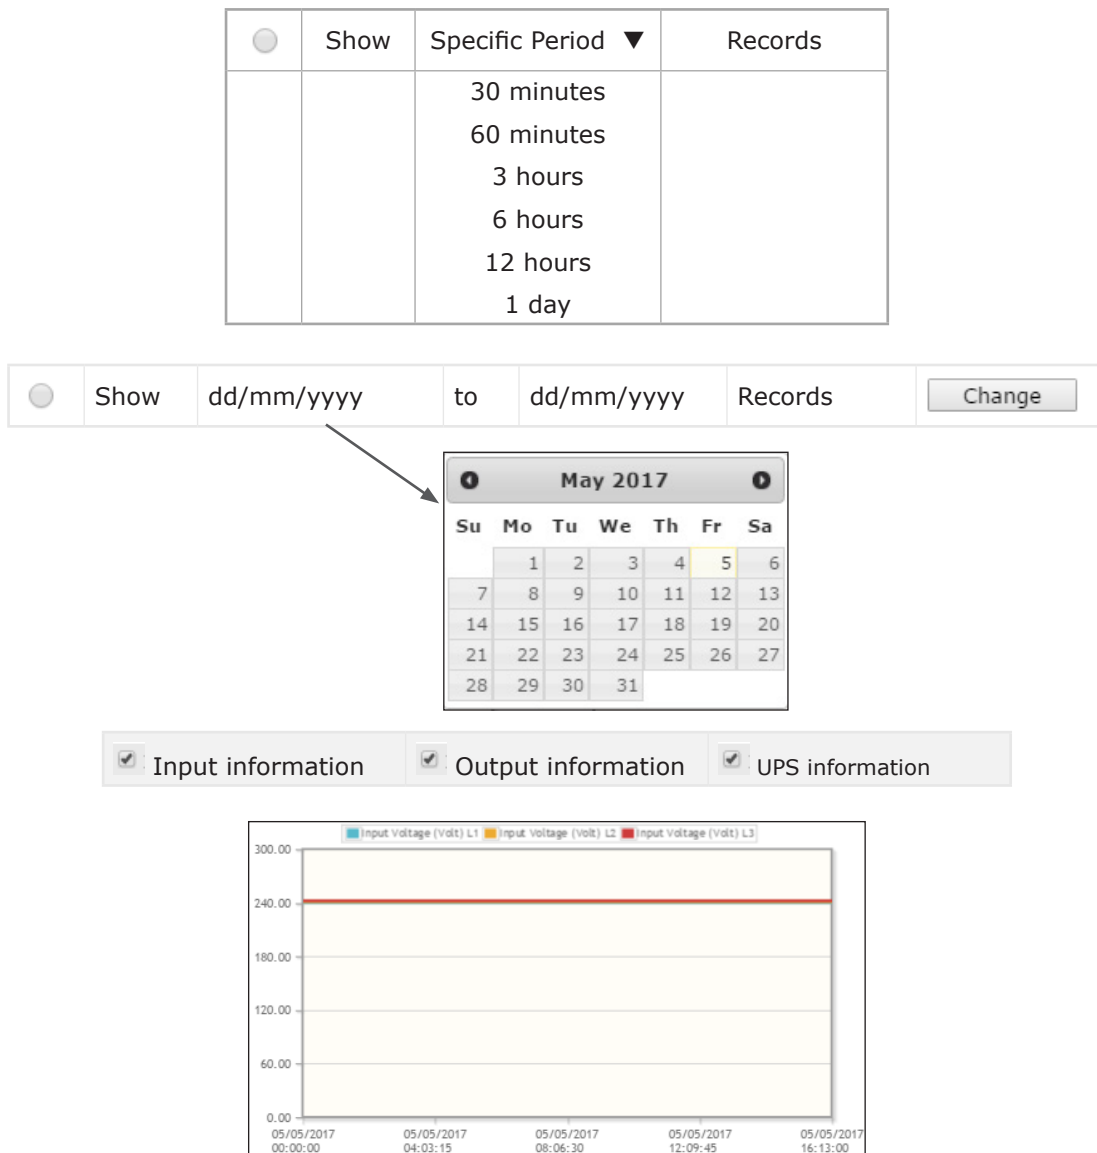 Show Specific Period ▼ Records
30 minutes
60 minutes
3 hours
6 hours
12 hours
1 day
Show dd/mm/yyyy to dd/mm/yyyy Records Change
May 2017
Su Mo Tu We Th Fr Sa
1 2 3 4 5 6
7 8 9 10 11 12 13
14 15 16 17 18 19 20
21 22 23 24 25 26 27
28 29 30 31
Input information Output information UPS information
Input Voltage (Volt) L1 Input Voltage (Volt) L2 Input Voltage (Volt) L3
300.00
240.00
180.00
120.00
60.00
0.00
05/05/2017 05/05/2017 05/05/2017 05/05/2017 05/05/2017
00:00:00 04:03:15 08:06:30 12:09:45 16:13:00